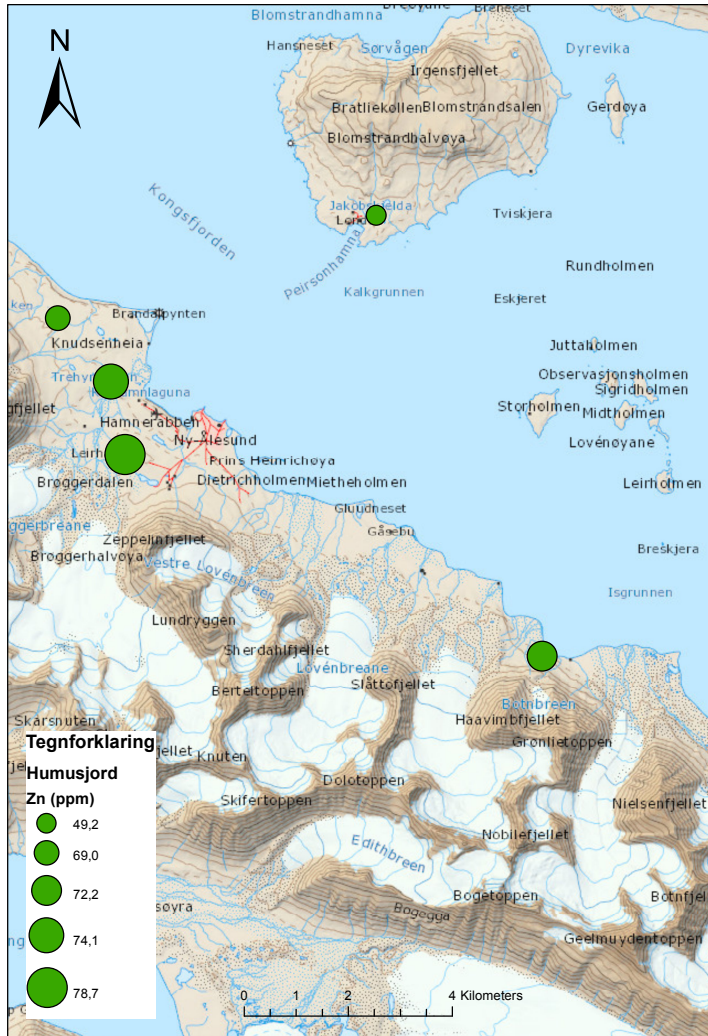 Blomstrandhamna
Hansneset
Sørvågen
Dyrevika
N
Irgensfjellet
Bratliekollen
Blomstrandsalen
Gerdøya
Blomstrandhalvøya
Kongsfjorden
Tviskjera
Peirsonhamna
Rundholmen
Kalkgrunnen
Eskjeret
Brandalpynten
Knudsenheia
Juttaholmen
Observasjonsholmen
Sigridholmen
Storholmen
Midtholmen
Hamnerabben
Ny-Ålesund
Lovénøyane
Prins Heinrichøya
Brøggerdalen
Dietrichholmen
Mietheholmen
Leirholmen
Gluudneset
Gåsebu
Zeppelinfjellet
Breskjera
Brøggerhalvøya
Vestre Lovénbreen
Isgrunnen
Lundryggen
Sherdahlfjellet
Lovénbreane
Slåttofjellet
Berteltoppen
Botnbreen
Haavimbfjellet
Skarsnuten
Grønlietoppen
Knuten
Dolotoppen
Skifertoppen
Nielsenfjellet
Nobilefjellet
Edithbreen
Bogetoppen
Bogegga
Geelmuydentoppen
Tegnforklaring
Humusjord
Zn (ppm)
49,2
69,0
72,2
74,1
78,7
0 1 2 4 Kilometers